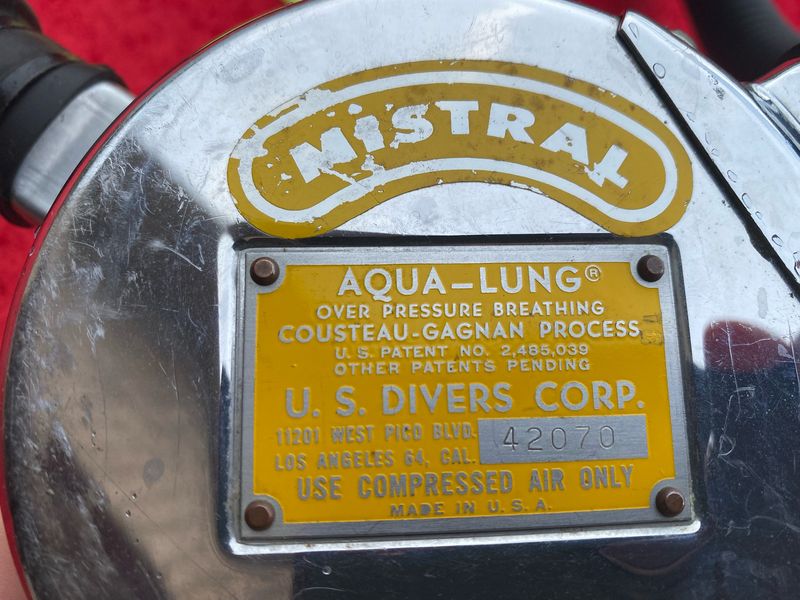 MiSTRAL
AQUA-LUNG®
OVER PRESSURE BREATHING
COUSTEAU-GAGNAN PROCESS
U.S. PATENT NO. 2,485,039
OTHER PATENTS PENDING
U. S. DIVERS CORP.
11201 WEST PICO BLVD. 42070
LOS ANGELES 64, CAL.
USE COMPRESSED AIR ONLY
MADE IN U.S.A.